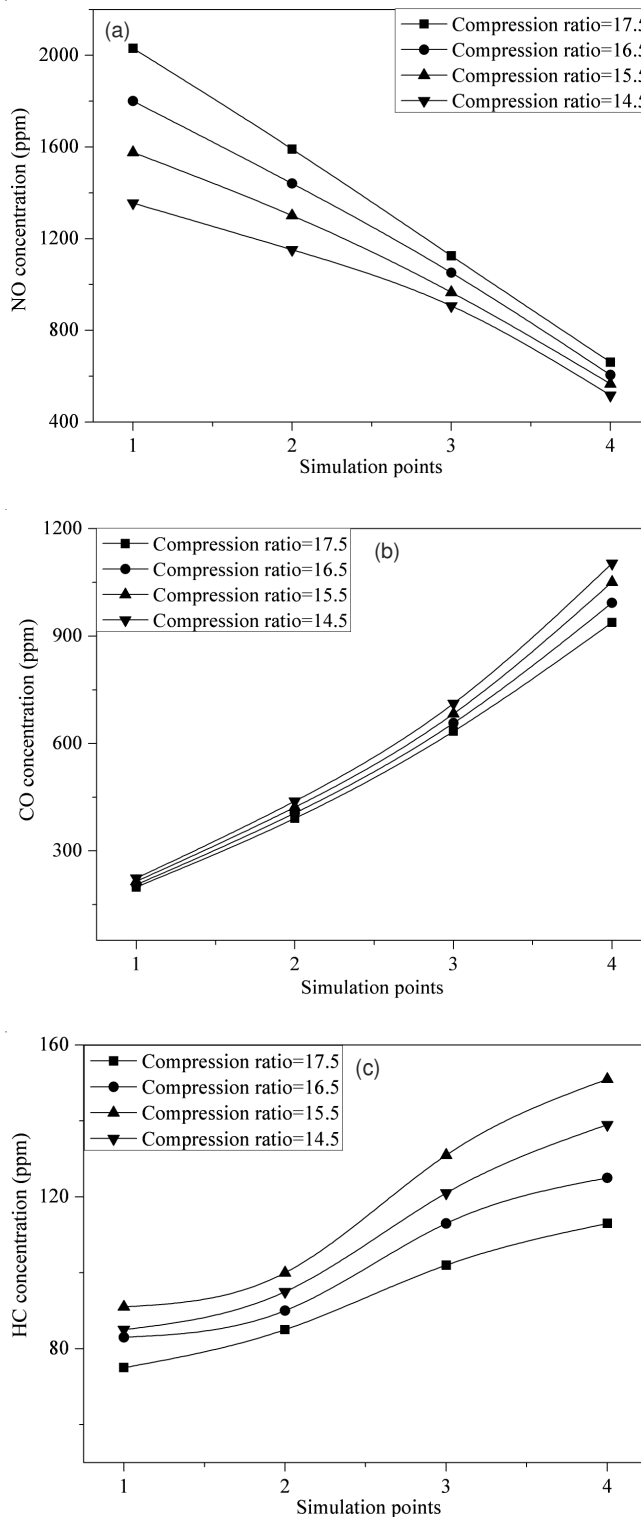 (a)
Compression ratio=17.5
Compression ratio=16.5
Compression ratio=15.5
Compression ratio=14.5
2000
1600
1200
800
400
NO concentration (ppm)
1 2 3 4
Simulation points
Compression ratio=17.5
Compression ratio=16.5
Compression ratio=15.5
Compression ratio=14.5
(b)
1200
900
600
300
CO concentration (ppm)
1 2 3 4
Simulation points
Compression ratio=17.5
Compression ratio=16.5
Compression ratio=15.5
Compression ratio=14.5
(c)
160
120
80
HC concentration (ppm)
1 2 3 4
Simulation points